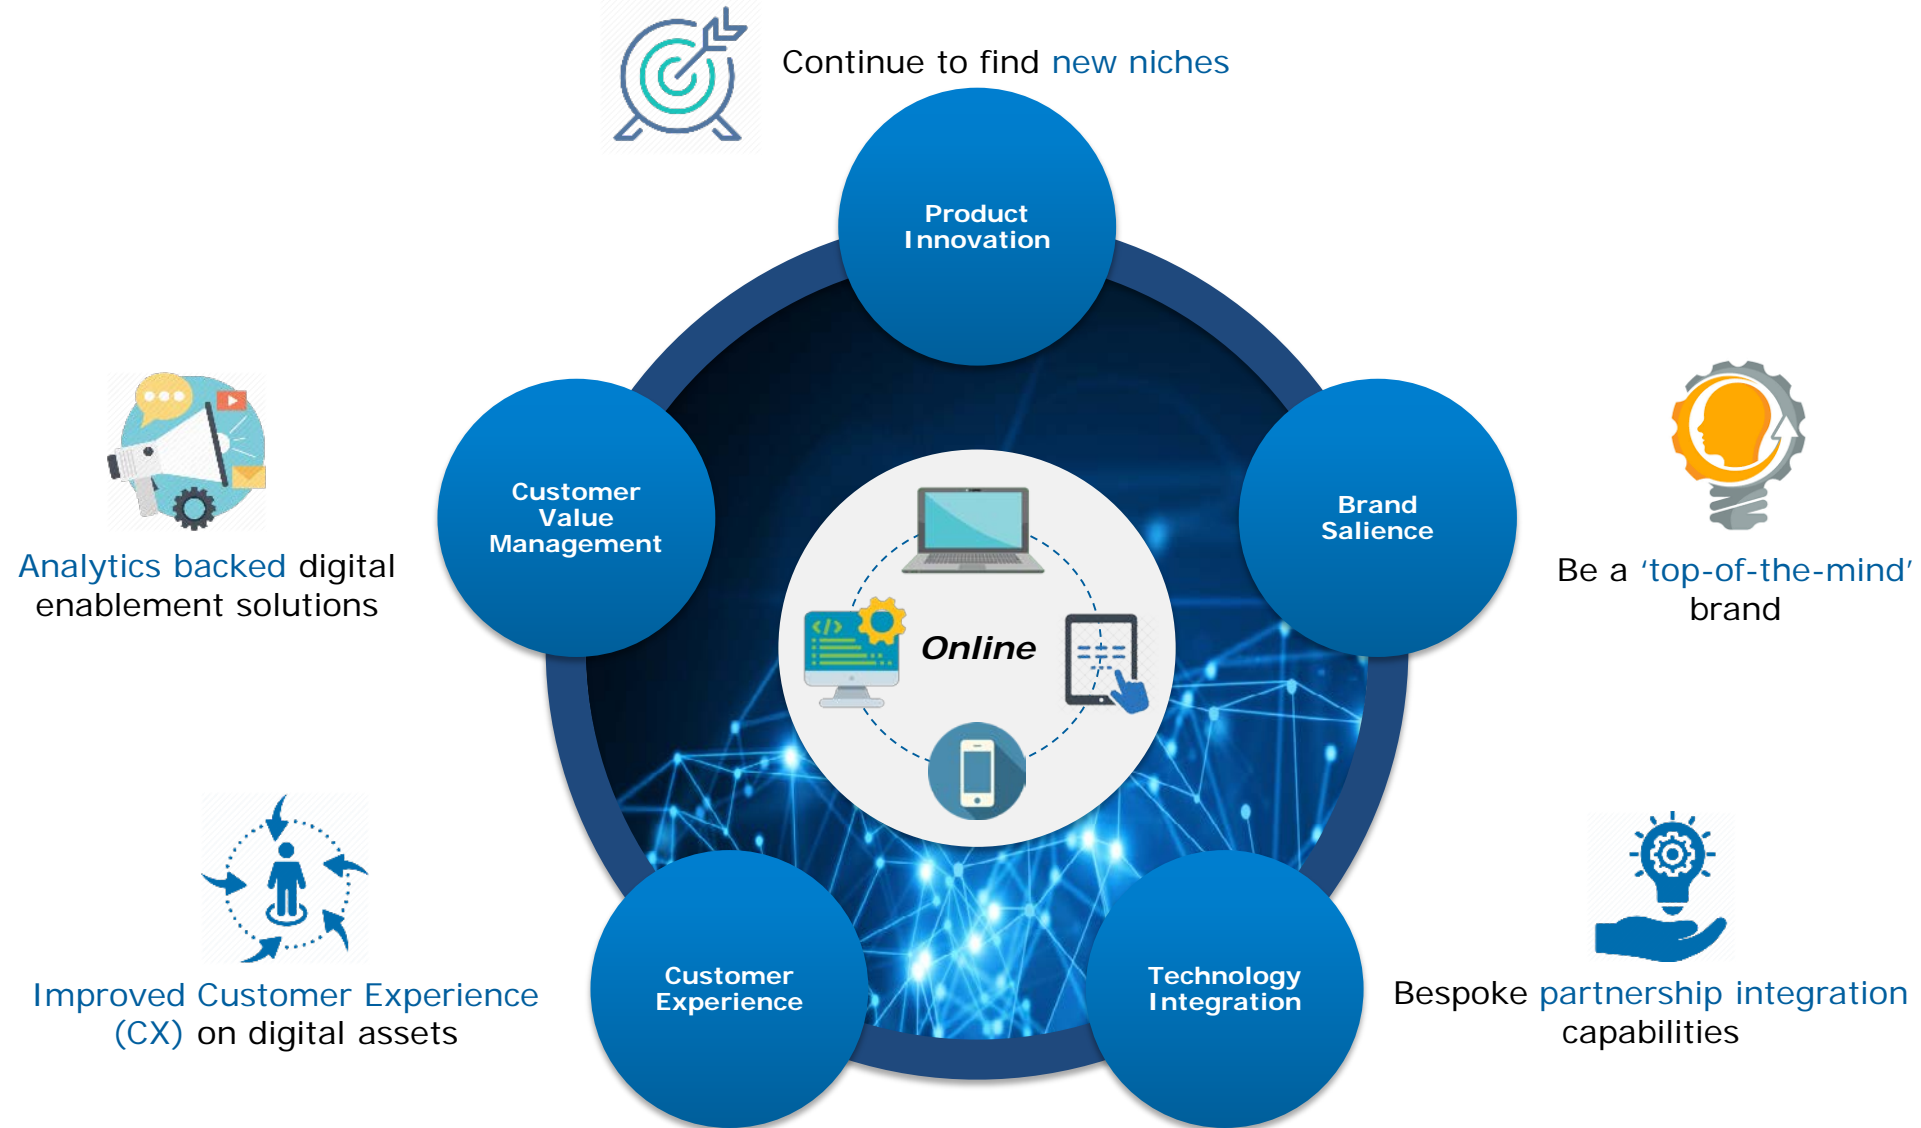 Continue to find new niches
Product
Innovation
Customer
Value
Management
Brand
Salience
Analytics backed digital
enablement solutions
Online
</>
Be a ‘top-of-the-mind’
brand
Customer
Experience
Technology
Integration
Improved Customer Experience
(CX) on digital assets
Bespoke partnership integration
capabilities